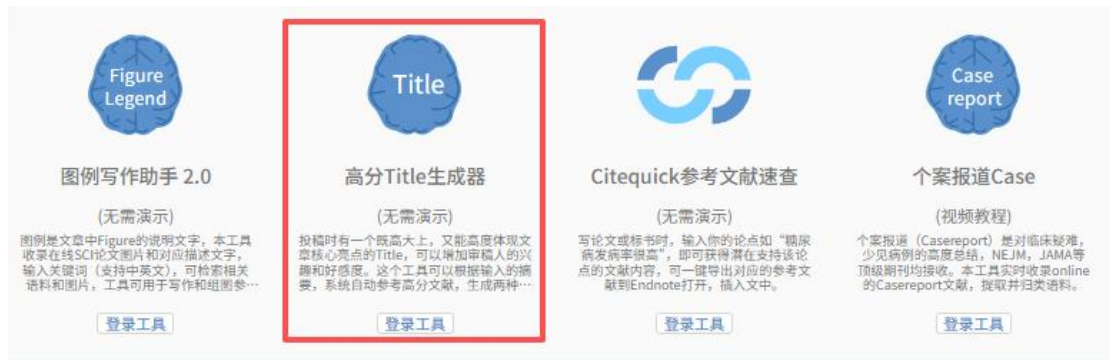 Figure
Legend
图例写作助手 2.0
(无需演示)
图例是文章中Figure的说明文字，本工具
收录在线SCI论文图片和对应描述文字，
输入关键词（支持中英文），可检索相关
语料和图片，工具可用于写作和组图参…
登录工具
Title
高分Title生成器
(无需演示)
投稿时有一个既高大上，又能高度体现文
章核心亮点的Title，可以增加审稿人的兴
趣和好感度。这个工具可以根据输入的摘
要，系统自动参考高分文献，生成两种…
登录工具
Citequick参考文献速查
(无需演示)
写论文或标书时，输入你的论点如“糖尿
病发病率很高”，即可获得潜在支持该论
点的文献内容，可一键导出对应的参考文
献到Endnote打开，插入文中。
登录工具
Case
report
个案报道Case
(视频教程)
个案报道（Casereport）是对临床疑难，
少见病例的高度总结，NEJM，JAMA等
顶级期刊均接收。本工具实时收录online
的Casereport文献，提取并归类语料。
登录工具